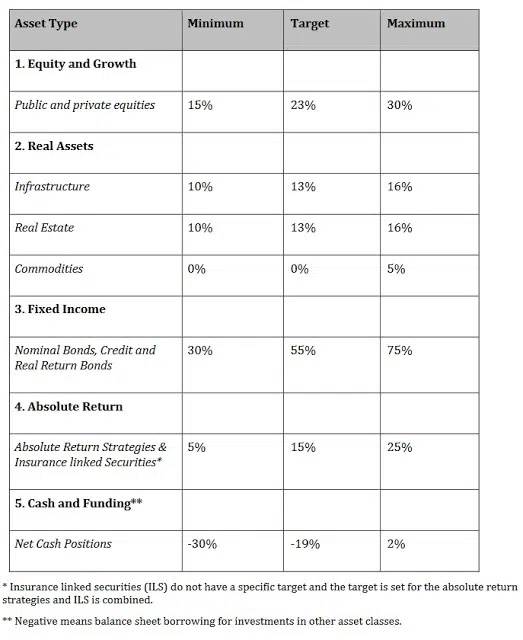 Asset Type Minimum Target Maximum
1. Equity and Growth
Public and private equities 15% 23% 30%
2. Real Assets
Infrastructure 10% 13% 16%
Real Estate 10% 13% 16%
Commodities 0% 0% 5%
3. Fixed Income
Nominal Bonds, Credit and 30% 55% 75%
Real Return Bonds
4. Absolute Return
Absolute Return Strategies & 5% 15% 25%
Insurance linked Securities*
5. Cash and Funding**
Net Cash Positions -30% -19% 2%
* Insurance linked securities (ILS) do not have a specific target and the target is set for the absolute return
strategies and ILS is combined.
** Negative means balance sheet borrowing for investments in other asset classes.